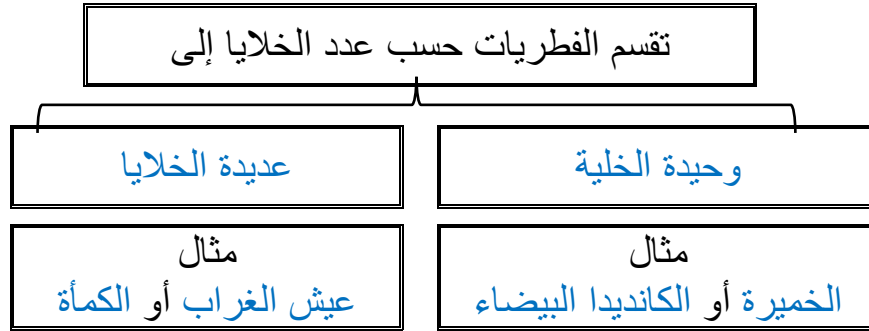 تقسم الفطريات حسب عدد الخلايا إلى
وحيدة الخلية
عديدة الخلايا
مثال
الخميرة أو الكانديدا البيضاء
مثال
عيش الغراب أو الكمأة